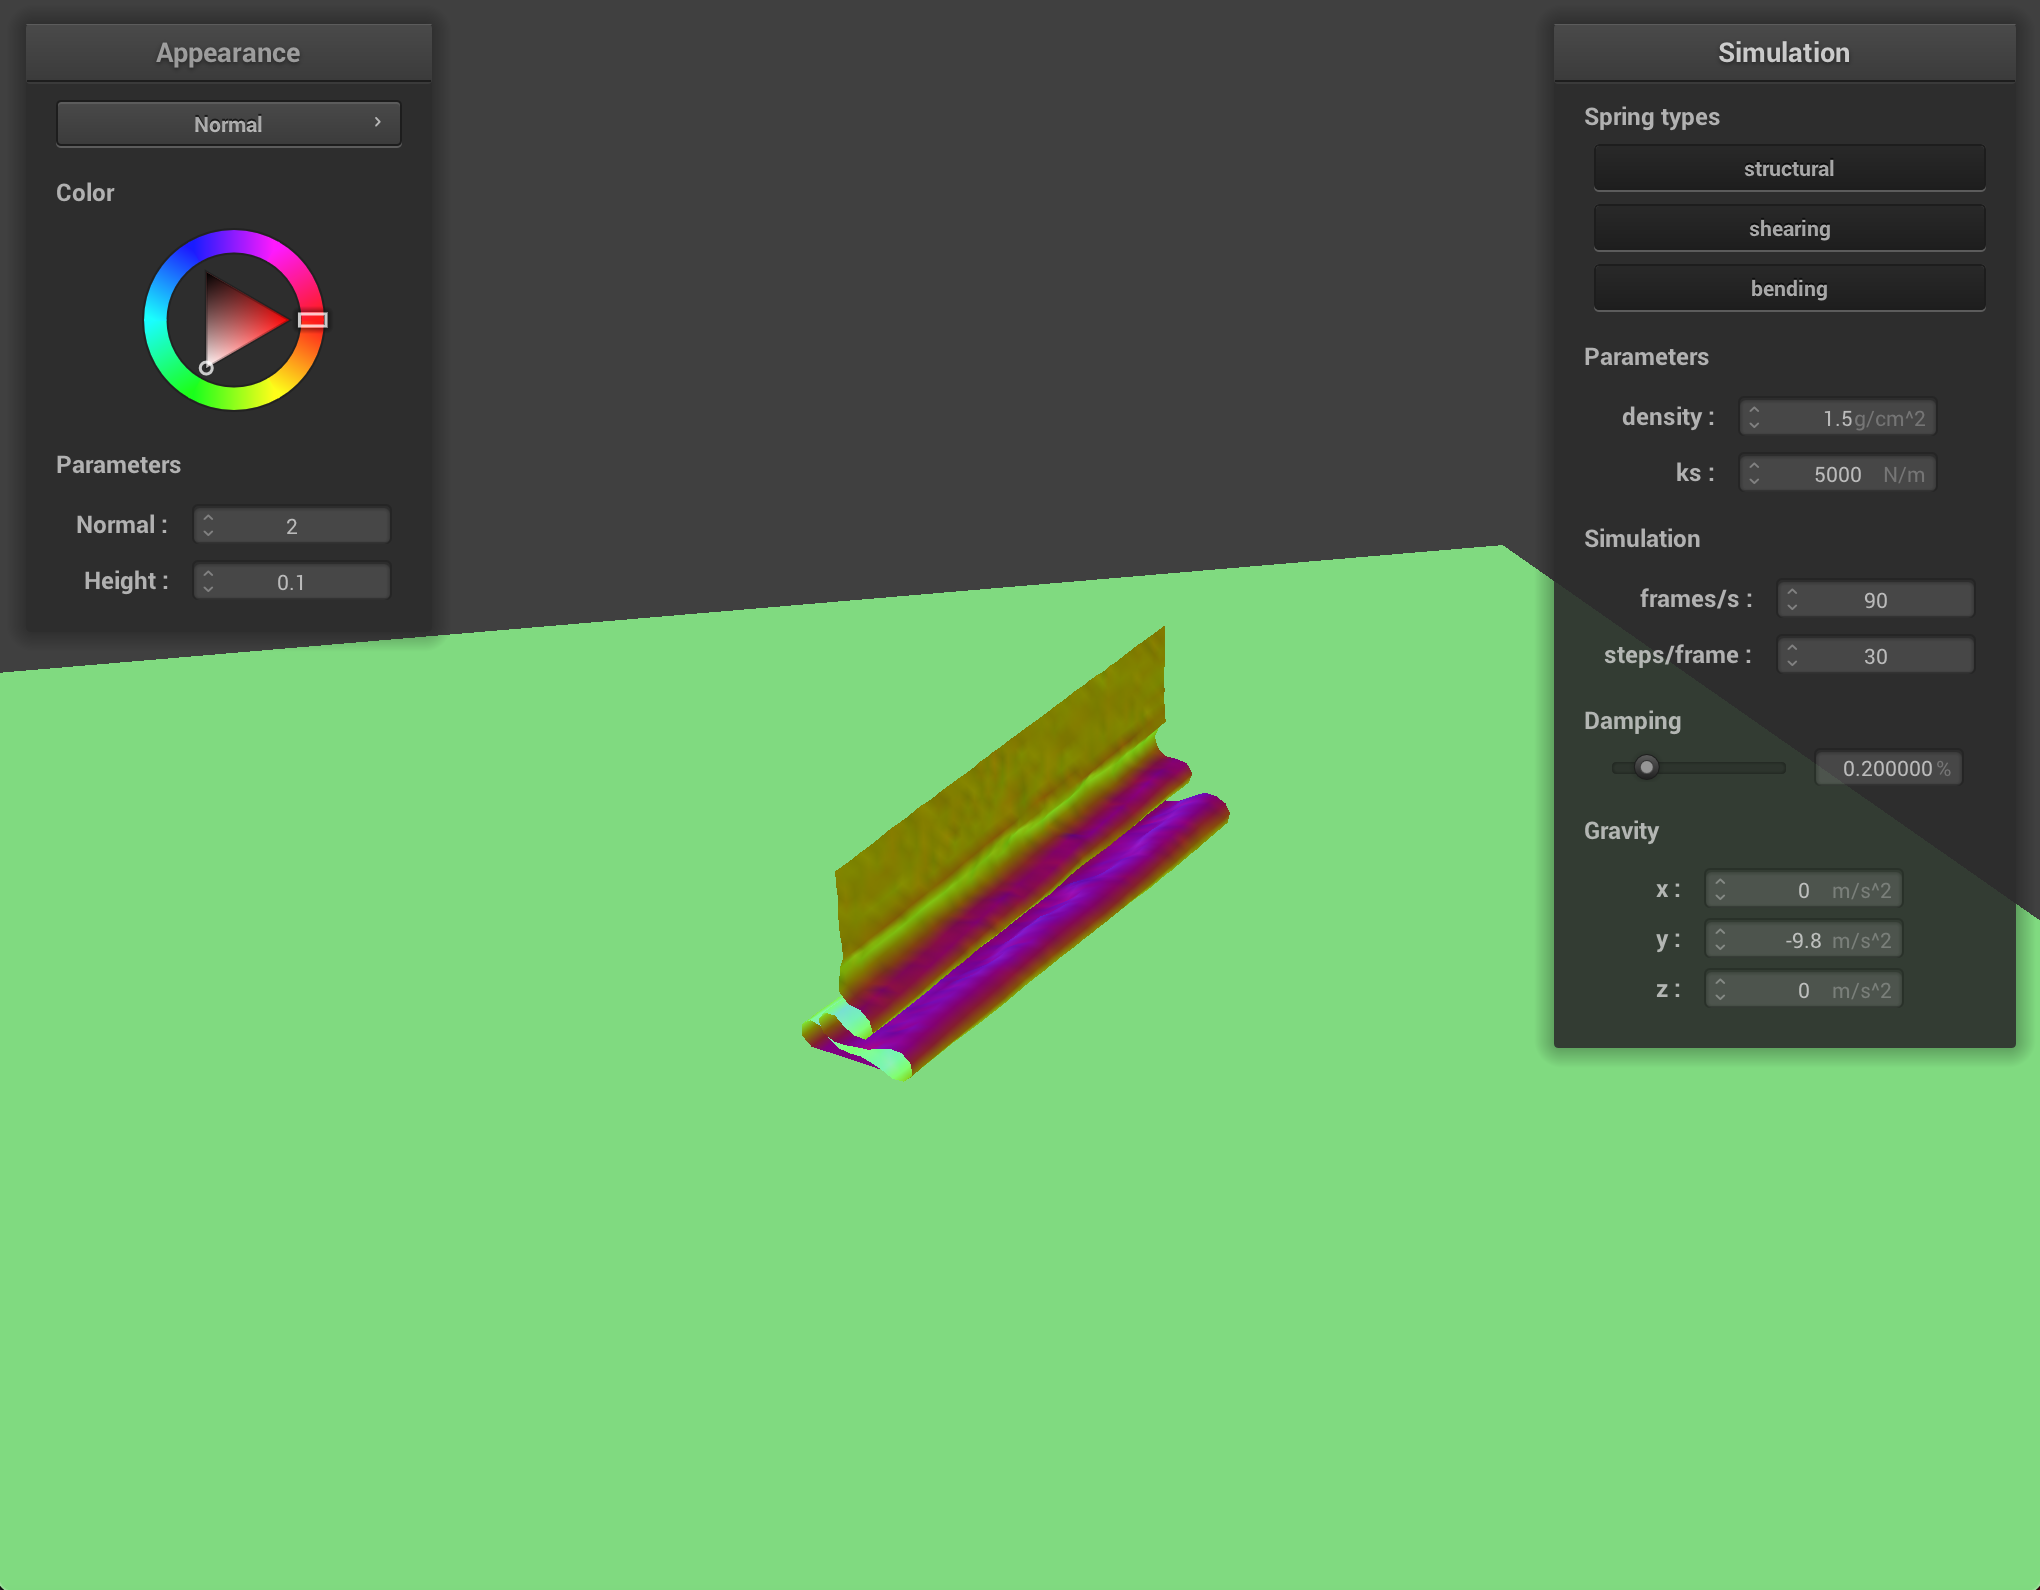 Appearance
Normal
Color
Parameters
Normal : 2
Height : 0.1
Simulation
Spring types
structural
shearing
bending
Parameters
density : 1.5 g/cm^2
ks : 5000 N/m
Simulation
frames/s : 90
steps/frame : 30
Damping
0.200000 %
Gravity
x : 0 m/s^2
y : -9.8 m/s^2
z : 0 m/s^2